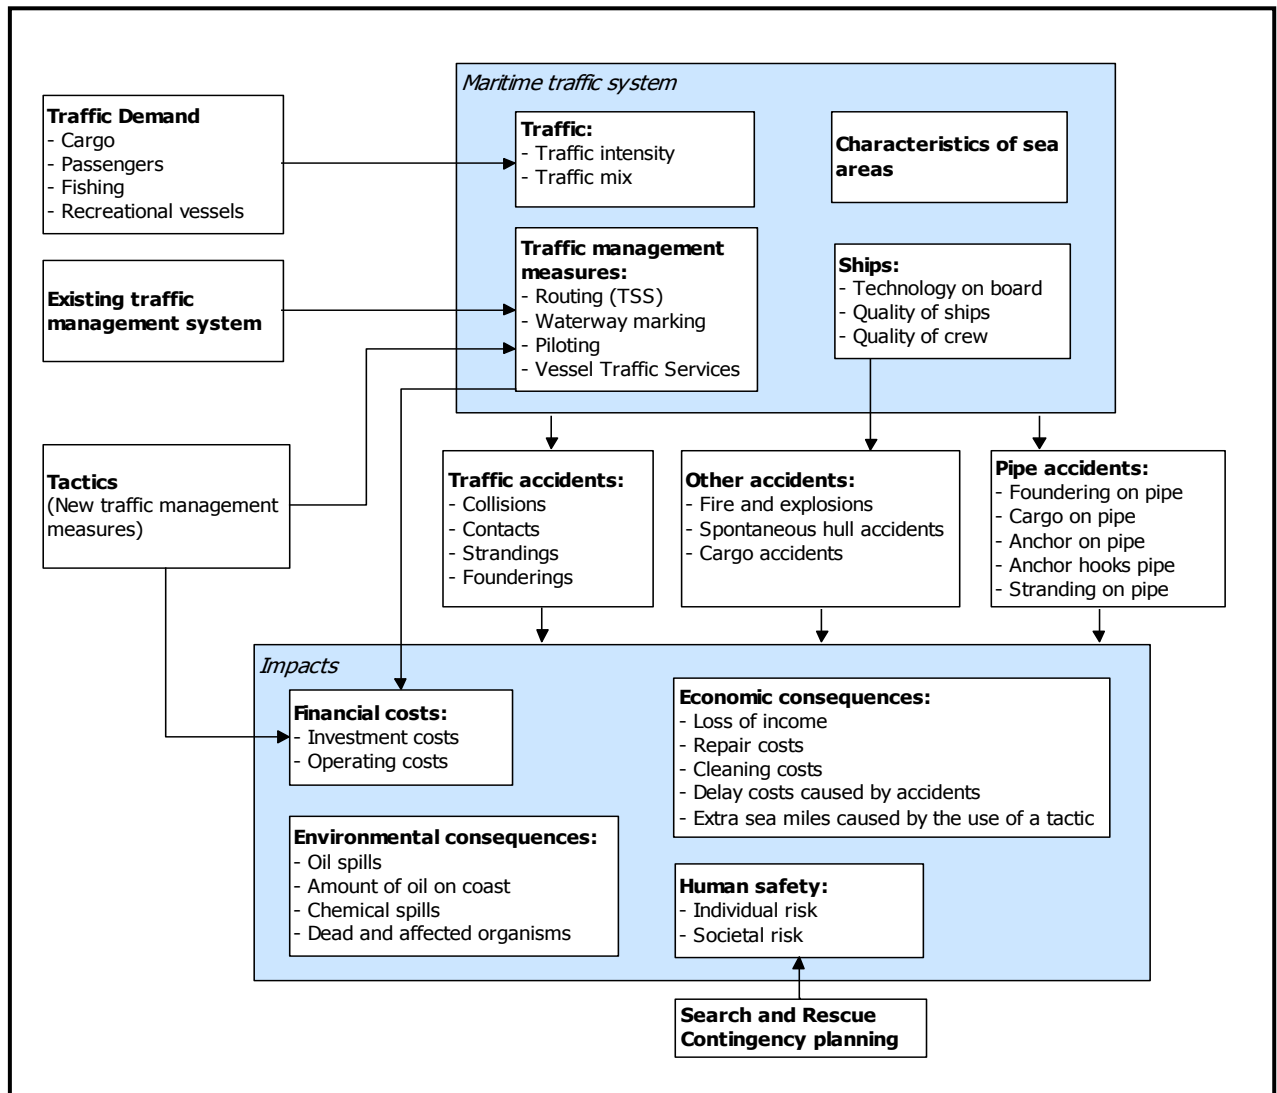 Maritime traffic system
Traffic Demand
- Cargo
- Passengers
- Fishing
- Recreational vessels
Traffic:
- Traffic intensity
- Traffic mix
Characteristics of sea
areas
Existing traffic
management system
Traffic management
measures:
- Routing (TSS)
- Waterway marking
- Piloting
- Vessel Traffic Services
Ships:
- Technology on board
- Quality of ships
- Quality of crew
Tactics
(New traffic management
measures)
Traffic accidents:
- Collisions
- Contacts
- Strandings
- Founderings
Other accidents:
- Fire and explosions
- Spontaneous hull accidents
- Cargo accidents
Pipe accidents:
- Foundering on pipe
- Cargo on pipe
- Anchor on pipe
- Anchor hooks pipe
- Stranding on pipe
Impacts
Financial costs:
- Investment costs
- Operating costs
Economic consequences:
- Loss of income
- Repair costs
- Cleaning costs
- Delay costs caused by accidents
- Extra sea miles caused by the use of a tactic
Environmental consequences:
- Oil spills
- Amount of oil on coast
- Chemical spills
- Dead and affected organisms
Human safety:
- Individual risk
- Societal risk
Search and Rescue
Contingency planning